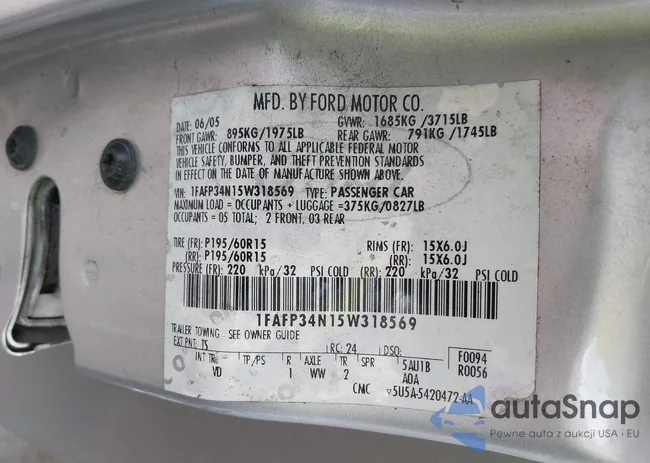 MFD. BY FORD MOTOR CO.
DATE: 06/05 GVWR: 1685KG /3715LB
FRONT GAWR: 895KG/1975LB REAR GAWR: 791KG /1745LB
THIS VEHICLE CONFORMS TO ALL APPLICABLE FEDERAL MOTOR
VEHICLE SAFETY, BUMPER, AND THEFT PREVENTION STANDARDS
IN EFFECT ON THE DATE OF MANUFACTURE SHOWN ABOVE.
VIN: 1FAFP34N15W318569 TYPE: PASSENGER CAR
MAXIMUM LOAD = OCCUPANTS + LUGGAGE =375KG/0827LB
OCCUPANTS = 05 TOTAL; 2 FRONT, 03 REAR
TIRE (FR): P195/60R15 RIMS (FR): 15X6.0J
(RR): P195/60R15 (RR): 15X6.0J
PRESSURE (FR): 220 kPa/32 PSI COLD (RR): 220 kPa/32 PSI COLD
1FAFP34N15W318569
TRAILER TOWING - SEE OWNER GUIDE
EXT PNT: TS RC: 24 DSO: F0094
INT TR TP/PS R AXLE TR SPR 5AU1B R0056
VD 1 WW 2 A0A
CMC 5U5A-5420472-AA
autaSnap
Pewne auta z aukcji USA i EU